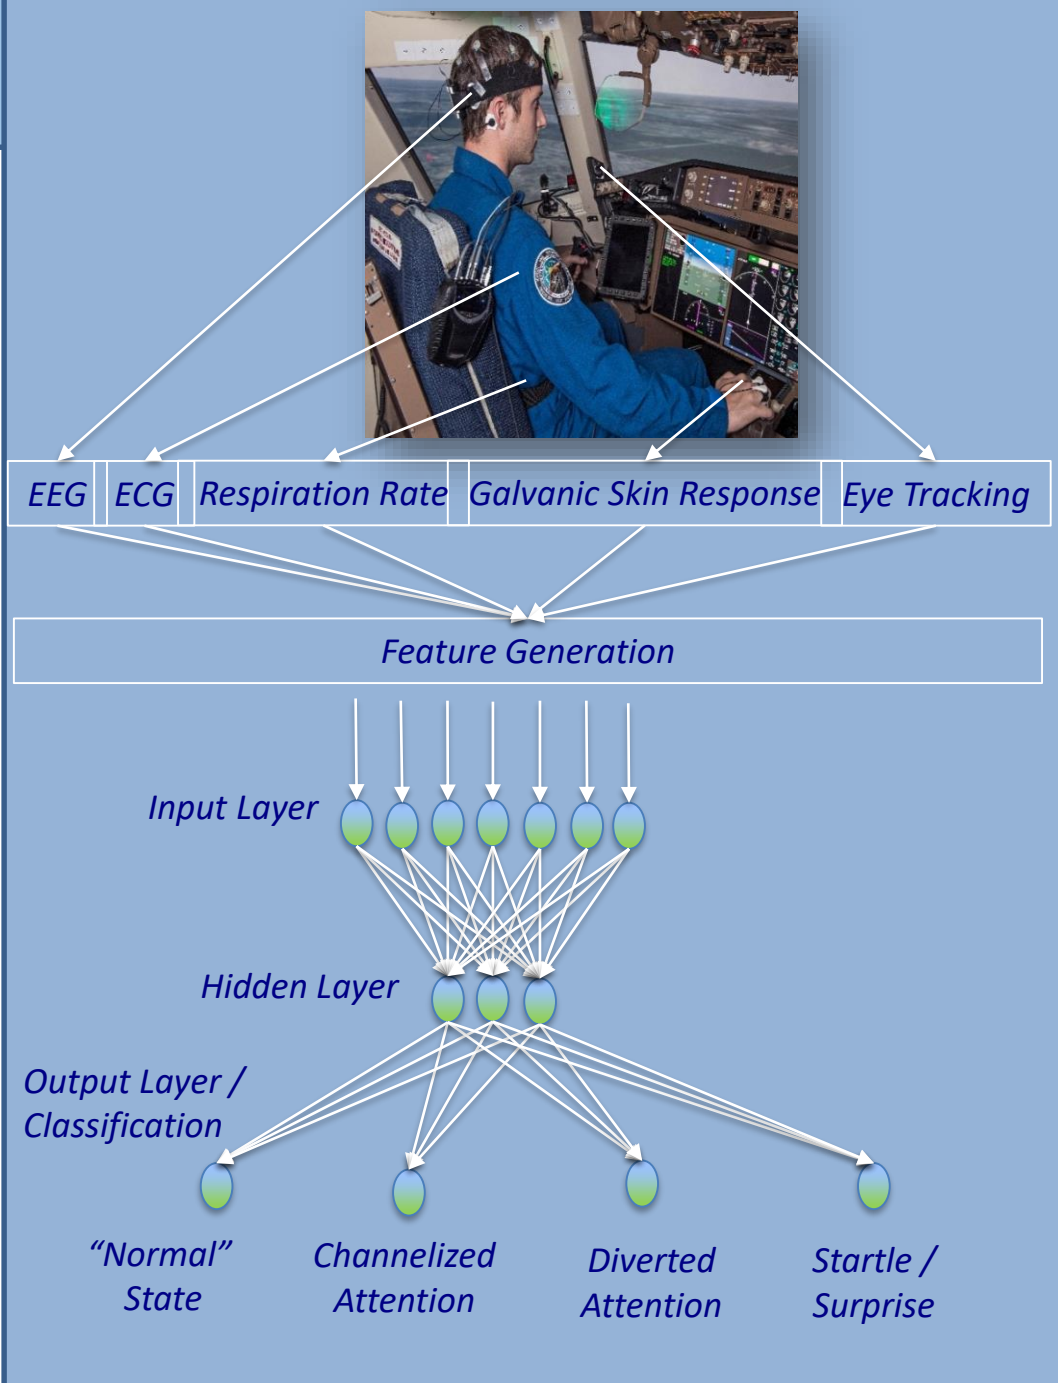 EEG
ECG
Respiration Rate
Galvanic Skin Response
Eye Tracking
Feature Generation
Input Layer
Hidden Layer
Output Layer /
Classification
“Normal”
State
Channelized
Attention
Diverted
Attention
Startle /
Surprise